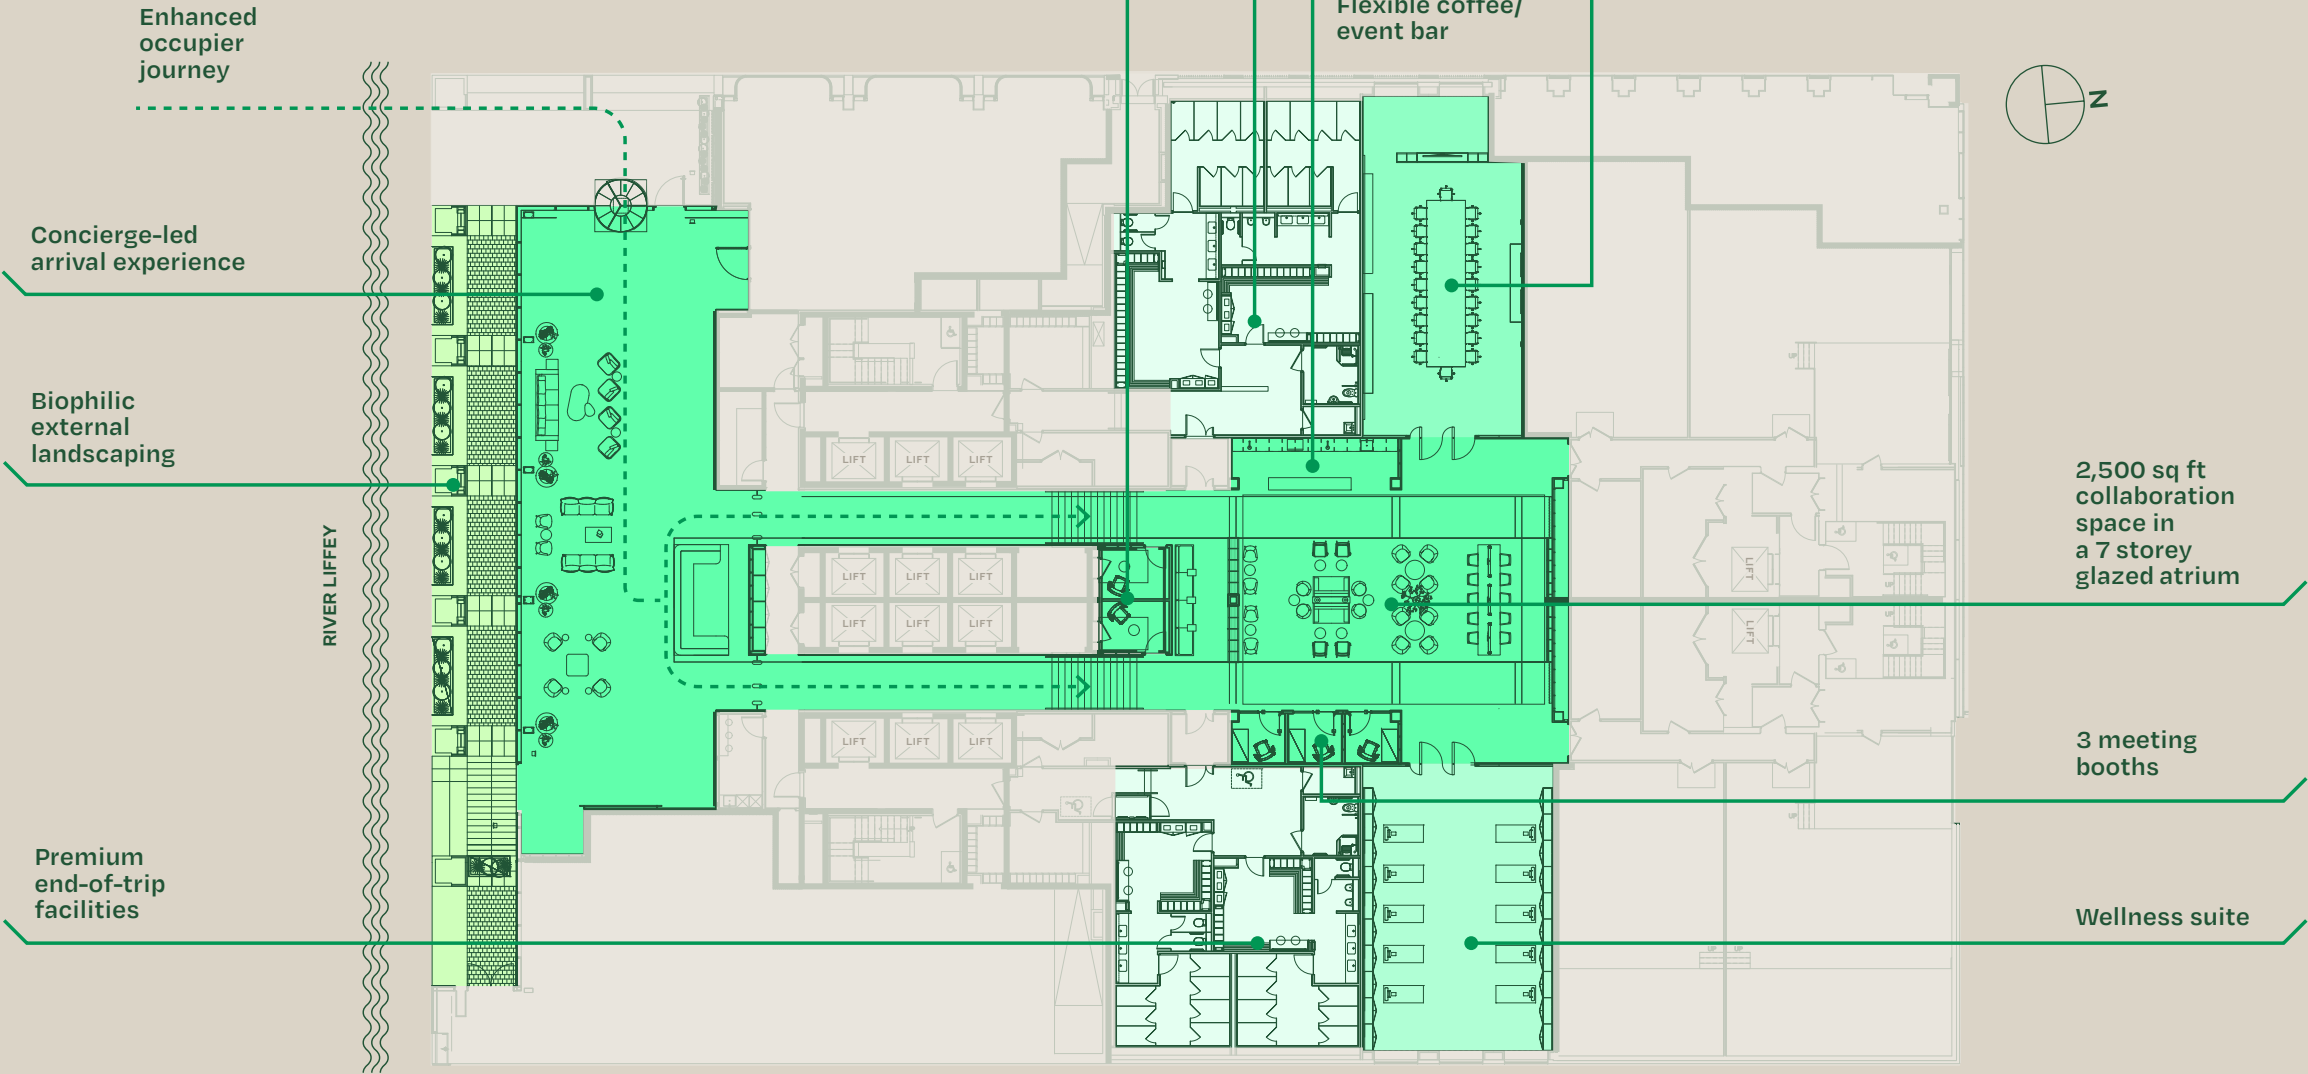 Enhanced
occupier
journey
Flexible coffee/
event bar
N
Concierge-led
arrival experience
Biophilic
external
landscaping
RIVER LIFFEY
Premium
end-of-trip
facilities
LIFT LIFT LIFT
LIFT LIFT LIFT
LIFT LIFT LIFT
LIFT LIFT LIFT
LIFT
LIFT
2,500 sq ft
collaboration
space in
a 7 storey
glazed atrium
3 meeting
booths
Wellness suite